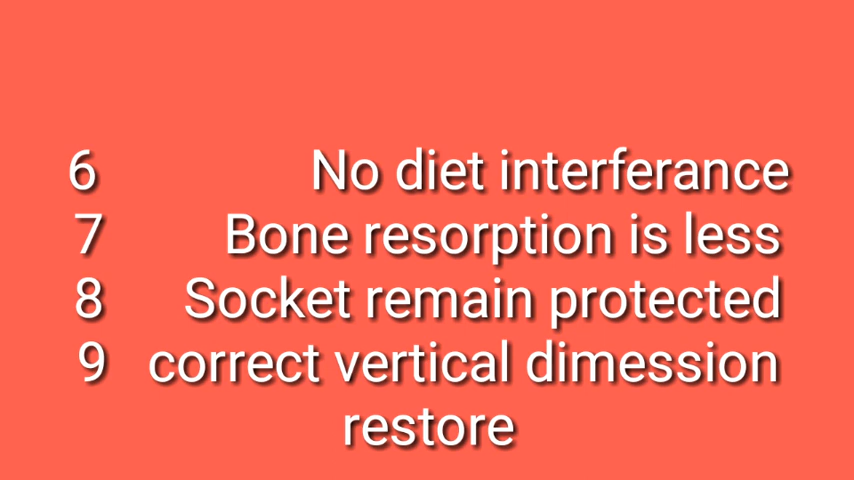 6 No diet interferance
7 Bone resorption is less
8 Socket remain protected
9 correct vertical dimession
restore